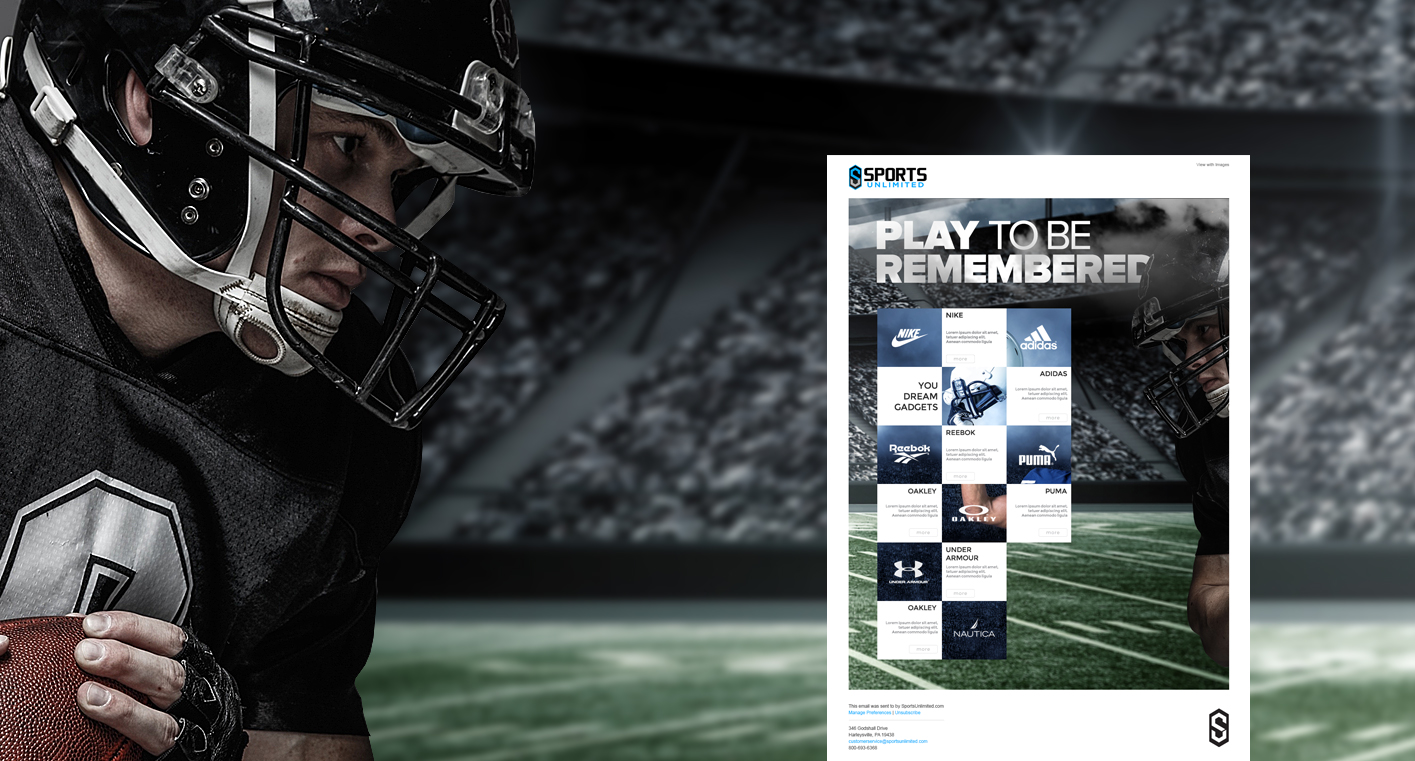 SPORTS
UNLIMITED
View with Images
PLAY TO BE
REMEMBERED
NIKE
NIKE
Lorem ipsum dolor sit amet,
tetuer adipiscing elit.
Aenean commodo ligula
more
adidas
YOU
DREAM
GADGETS
ADIDAS
Lorem ipsum dolor sit amet,
tetuer adipiscing elit.
Aenean commodo ligula
more
Reebok
REEBOK
Lorem ipsum dolor sit amet,
tetuer adipiscing elit.
Aenean commodo ligula
more
PUMA
OAKLEY
Lorem ipsum dolor sit amet,
tetuer adipiscing elit.
Aenean commodo ligula
more
OAKLEY
PUMA
Lorem ipsum dolor sit amet,
tetuer adipiscing elit.
Aenean commodo ligula
more
UNDER ARMOUR
UNDER
ARMOUR
Lorem ipsum dolor sit amet,
tetuer adipiscing elit.
Aenean commodo ligula
more
OAKLEY
Lorem ipsum dolor sit amet,
tetuer adipiscing elit.
Aenean commodo ligula
more
NAUTICA
This email was sent to by SportsUnlimited.com
Manage Preferences | Unsubscribe
346 Godshall Drive
Harleysville, PA 19438
customerservice@sportsunlimited.com
800-693-6368